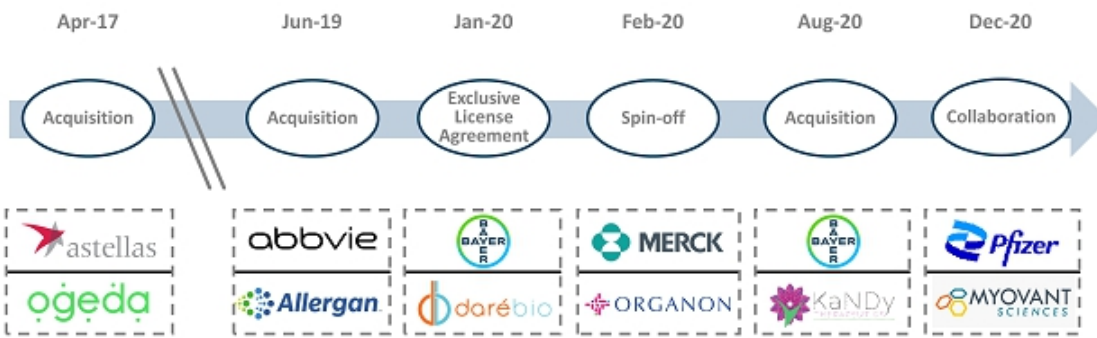 Apr-17
Jun-19
Jan-20
Feb-20
Aug-20
Dec-20
Acquisition
Acquisition
Exclusive
License
Agreement
Spin-off
Acquisition
Collaboration
astellas
abbvie
BAYER
BAYER
MERCK
BAYER
BAYER
Pfizer
ogeda
Allergan
darébio
ORGANON
KaNDy
THERAPEUTICS
MYOVANT
SCIENCES